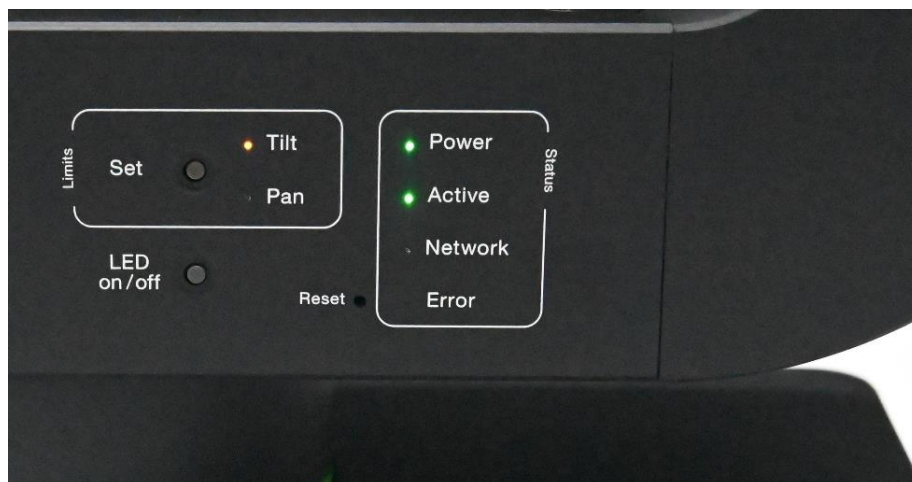 Limits
Set
Tilt
Pan
LED
on/off
Reset
Power
Active
Network
Error
Status